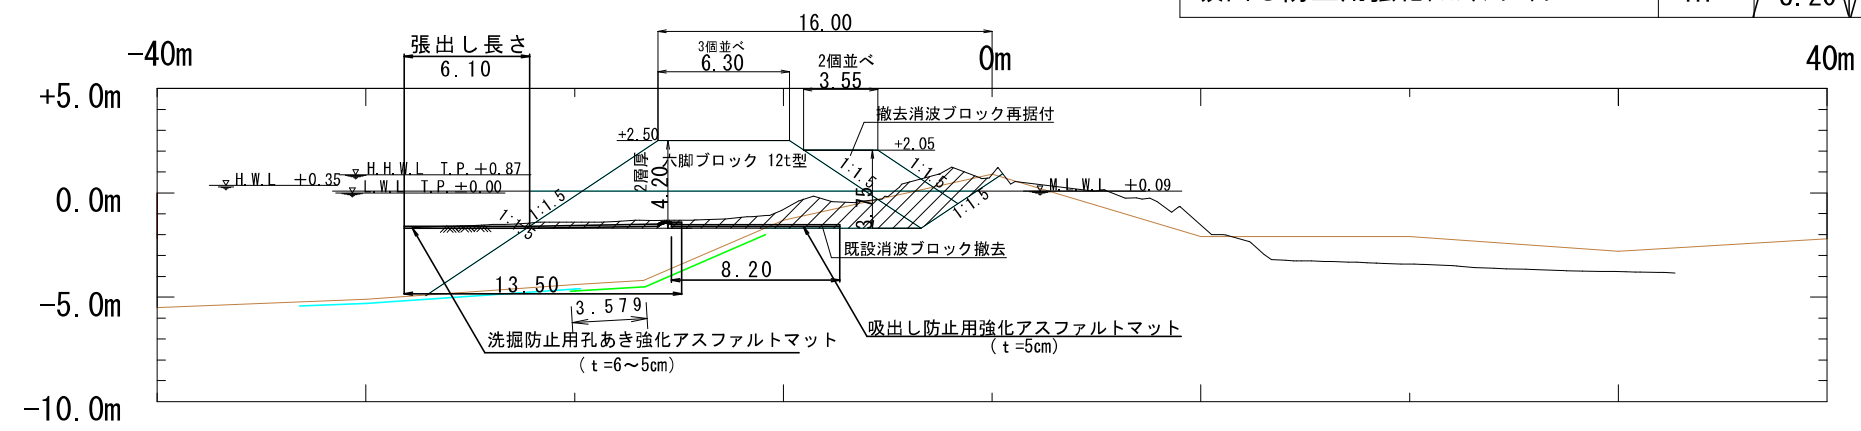 8.20
16.00
-40m
張出し長さ
3個並べ
2個並べ
0m
40m
6.10
6.30
3.55
+5.0m
撤去消波ブロック再据付
+2.50
+2.05
六脚ブロック 12t型
H.H.W.L T.P.+0.87
H.W.L +0.35
L.W.L T.P.+0.00
M.L.W.L +0.09
2層厚
4.20
3.75
1:1.5
1:1.5
1:1.5
1:1.5
1:1.5
0.0m
既設消波ブロック撤去
8.20
13.50
-5.0m
3.579
洗掘防止用孔あき強化アスファルトマット
(t=6~5cm)
吸出し防止用強化アスファルトマット
(t=5cm)
-10.0m